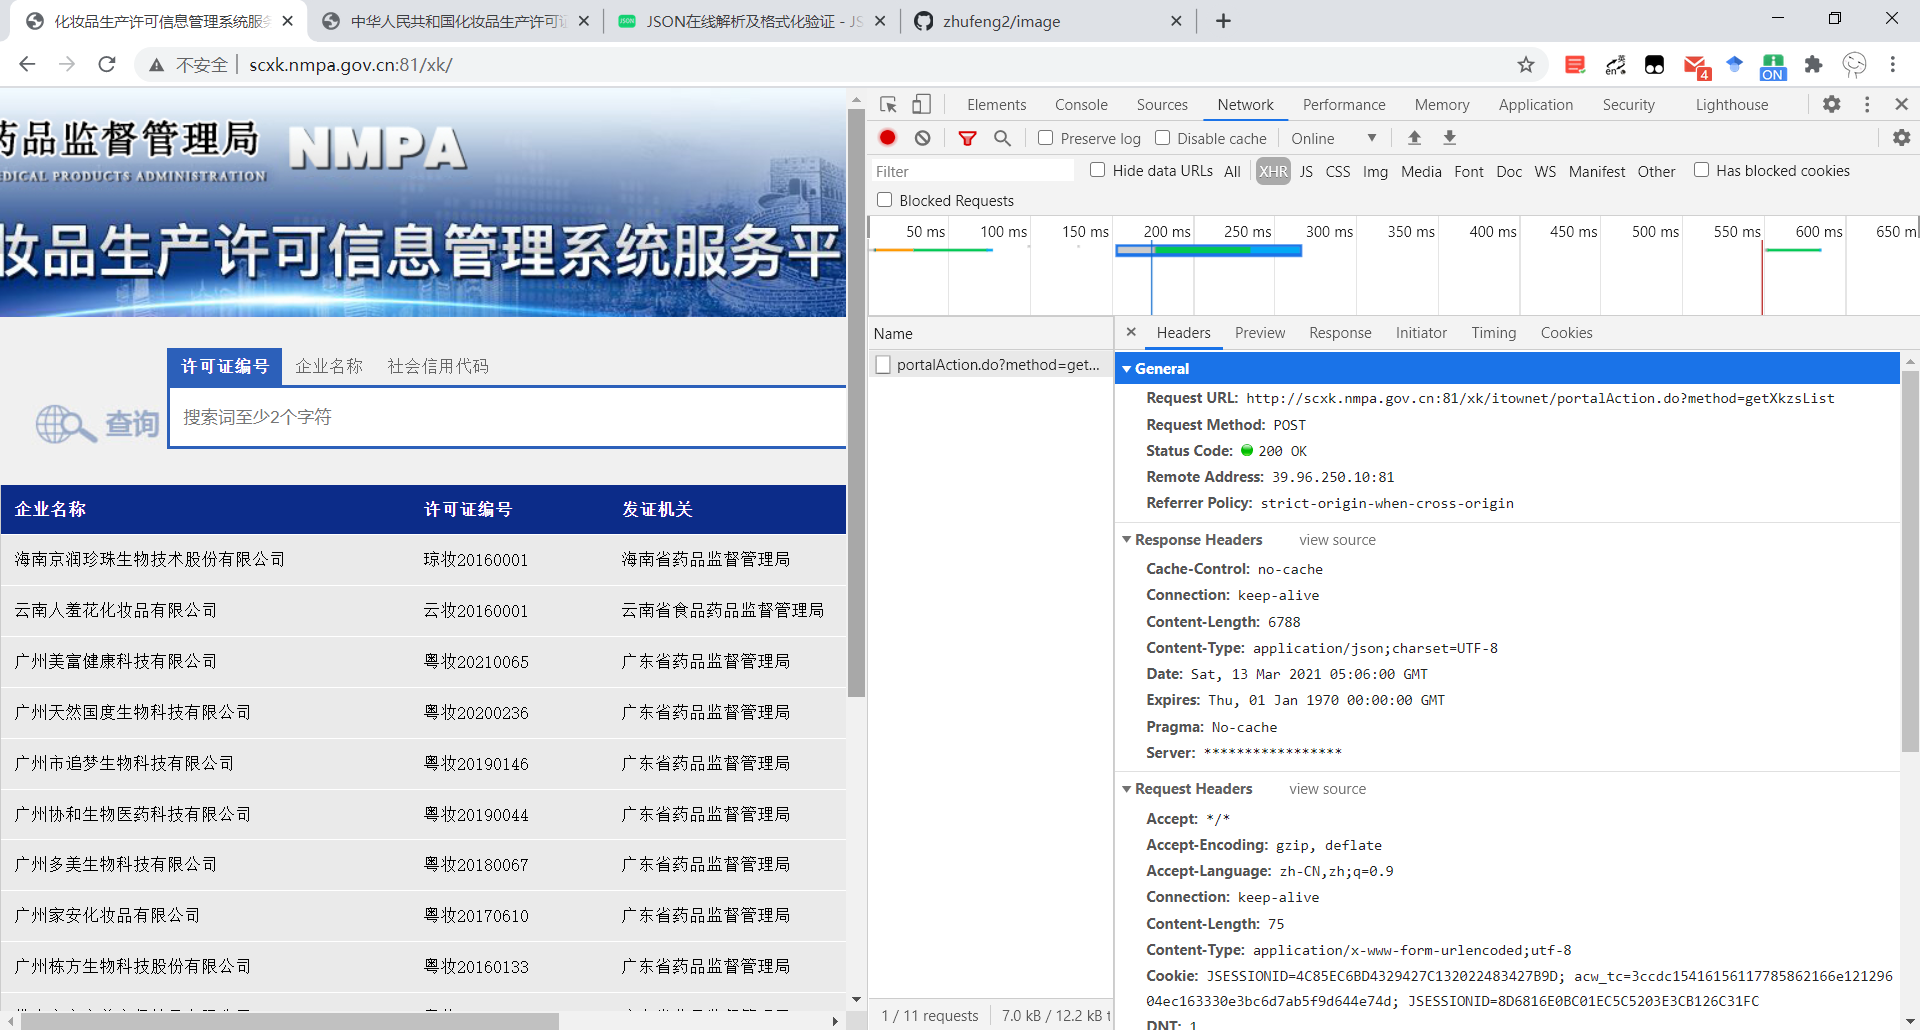 化妆品生产许可信息管理系统服务
中华人民共和国化妆品生产许可证
JSON在线解析及格式化验证 - JS
zhufeng2/image
不安全
scxk.nmpa.gov.cn:81/xk/
en
4
ON
药品监督管理局
NMPA
EDICAL PRODUCTS ADMINISTRATION
妆品生产许可信息管理系统服务平
许可证编号
企业名称
社会信用代码
查询
搜索词至少2个字符
企业名称 许可证编号 发证机关
海南京润珍珠生物技术股份有限公司 琼妆20160001 海南省药品监督管理局
云南人羞花化妆品有限公司 云妆20160001 云南省食品药品监督管理局
广州美富健康科技有限公司 粤妆20210065 广东省药品监督管理局
广州天然国度生物科技有限公司 粤妆20200236 广东省药品监督管理局
广州市追梦生物科技有限公司 粤妆20190146 广东省药品监督管理局
广州协和生物医药科技有限公司 粤妆20190044 广东省药品监督管理局
广州多美生物科技有限公司 粤妆20180067 广东省药品监督管理局
广州家安化妆品有限公司 粤妆20170610 广东省药品监督管理局
广州栋方生物科技股份有限公司 粤妆20160133 广东省药品监督管理局
Elements Console Sources Network Performance Memory Application Security Lighthouse
Preserve log Disable cache Online
Filter
Hide data URLs All XHR JS CSS Img Media Font Doc WS Manifest Other Has blocked cookies
Blocked Requests
50 ms 100 ms 150 ms 200 ms 250 ms 300 ms 350 ms 400 ms 450 ms 500 ms 550 ms 600 ms 650 m
Name
portalAction.do?method=get...
1 / 11 requests 7.0 kB / 12.2 kB t
Headers Preview Response Initiator Timing Cookies
General
Request URL: http://scxk.nmpa.gov.cn:81/xk/itownet/portalAction.do?method=getXkzsList
Request Method: POST
Status Code: 200 OK
Remote Address: 39.96.250.10:81
Referrer Policy: strict-origin-when-cross-origin
Response Headers view source
Cache-Control: no-cache
Connection: keep-alive
Content-Length: 6788
Content-Type: application/json;charset=UTF-8
Date: Sat, 13 Mar 2021 05:06:00 GMT
Expires: Thu, 01 Jan 1970 00:00:00 GMT
Pragma: No-cache
Server: *****************
Request Headers view source
Accept: */*
Accept-Encoding: gzip, deflate
Accept-Language: zh-CN,zh;q=0.9
Connection: keep-alive
Content-Length: 75
Content-Type: application/x-www-form-urlencoded;utf-8
Cookie: JSESSIONID=4C85EC6BD4329427C132022483427B9D; acw_tc=3ccdc15416156117785862166e121296
04ec163330e3bc6d7ab5f9d644e74d; JSESSIONID=8D6816E0BC01EC5C5203E3CB126C31FC
DNT: 1